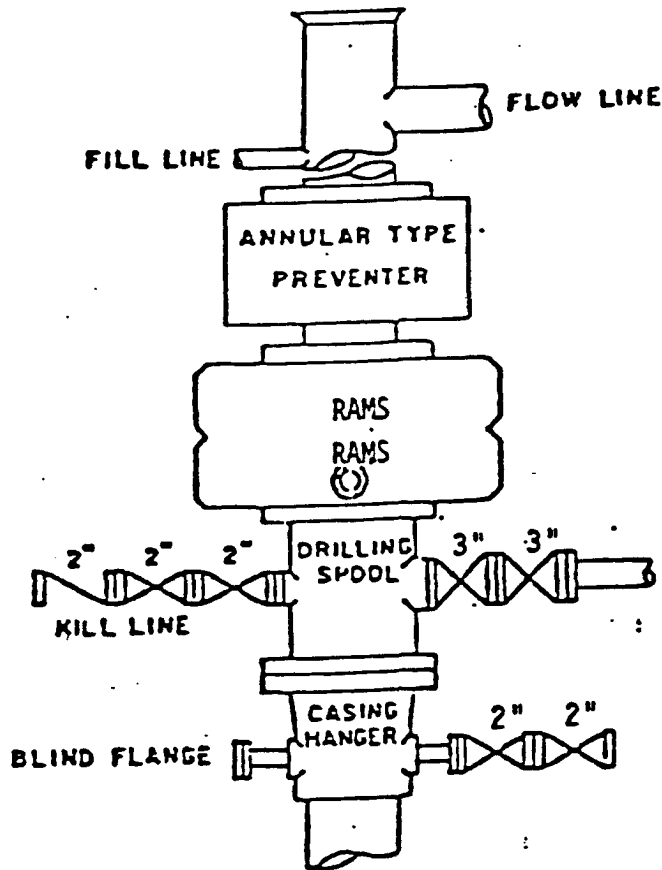 FLOW LINE
FILL LINE
ANNULAR TYPE
PREVENTER
RAMS
RAMS
2" 2" 2"
DRILLING
SPOOL
3" 3"
KILL LINE
CASING
HANGER
2" 2"
BLIND FLANGE